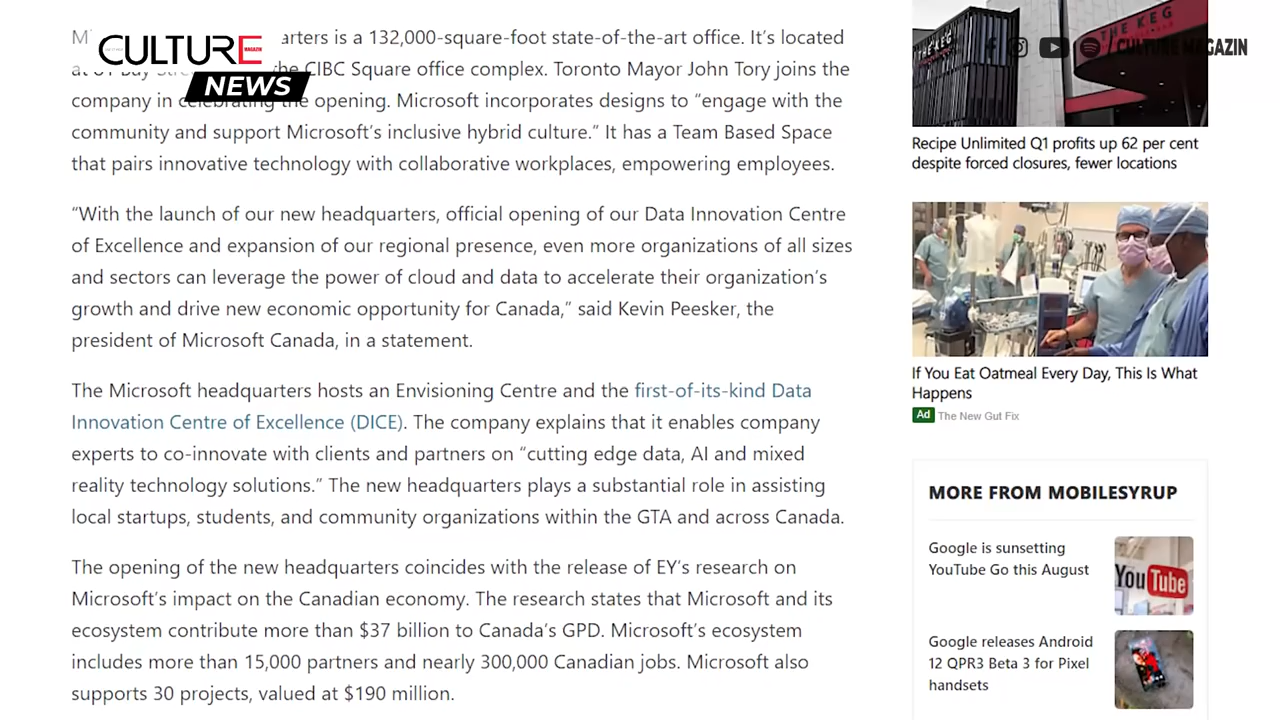 CULTURE
MAGAZIN
NEWS
arters is a 132,000-square-foot state-of-the-art office. It's located
the CIBC Square office complex. Toronto Mayor John Tory joins the
company in celebrating the opening. Microsoft incorporates designs to “engage with the
community and support Microsoft's inclusive hybrid culture.” It has a Team Based Space
that pairs innovative technology with collaborative workplaces, empowering employees.
“With the launch of our new headquarters, official opening of our Data Innovation Centre
of Excellence and expansion of our regional presence, even more organizations of all sizes
and sectors can leverage the power of cloud and data to accelerate their organization's
growth and drive new economic opportunity for Canada,” said Kevin Peesker, the
president of Microsoft Canada, in a statement.
The Microsoft headquarters hosts an Envisioning Centre and the first-of-its-kind Data
Innovation Centre of Excellence (DICE). The company explains that it enables company
experts to co-innovate with clients and partners on “cutting edge data, AI and mixed
reality technology solutions.” The new headquarters plays a substantial role in assisting
local startups, students, and community organizations within the GTA and across Canada.
The opening of the new headquarters coincides with the release of EY's research on
Microsoft's impact on the Canadian economy. The research states that Microsoft and its
ecosystem contribute more than $37 billion to Canada's GPD. Microsoft's ecosystem
includes more than 15,000 partners and nearly 300,000 Canadian jobs. Microsoft also
supports 30 projects, valued at $190 million.
THE KEG
THE KEG
/ CULTURE MAGAZIN
Recipe Unlimited Q1 profits up 62 per cent
despite forced closures, fewer locations
If You Eat Oatmeal Every Day, This Is What
Happens
Ad The New Gut Fix
MORE FROM MOBILESYRUP
Google is sunsetting
YouTube Go this August
YouTube
Google releases Android
12 QPR3 Beta 3 for Pixel
handsets